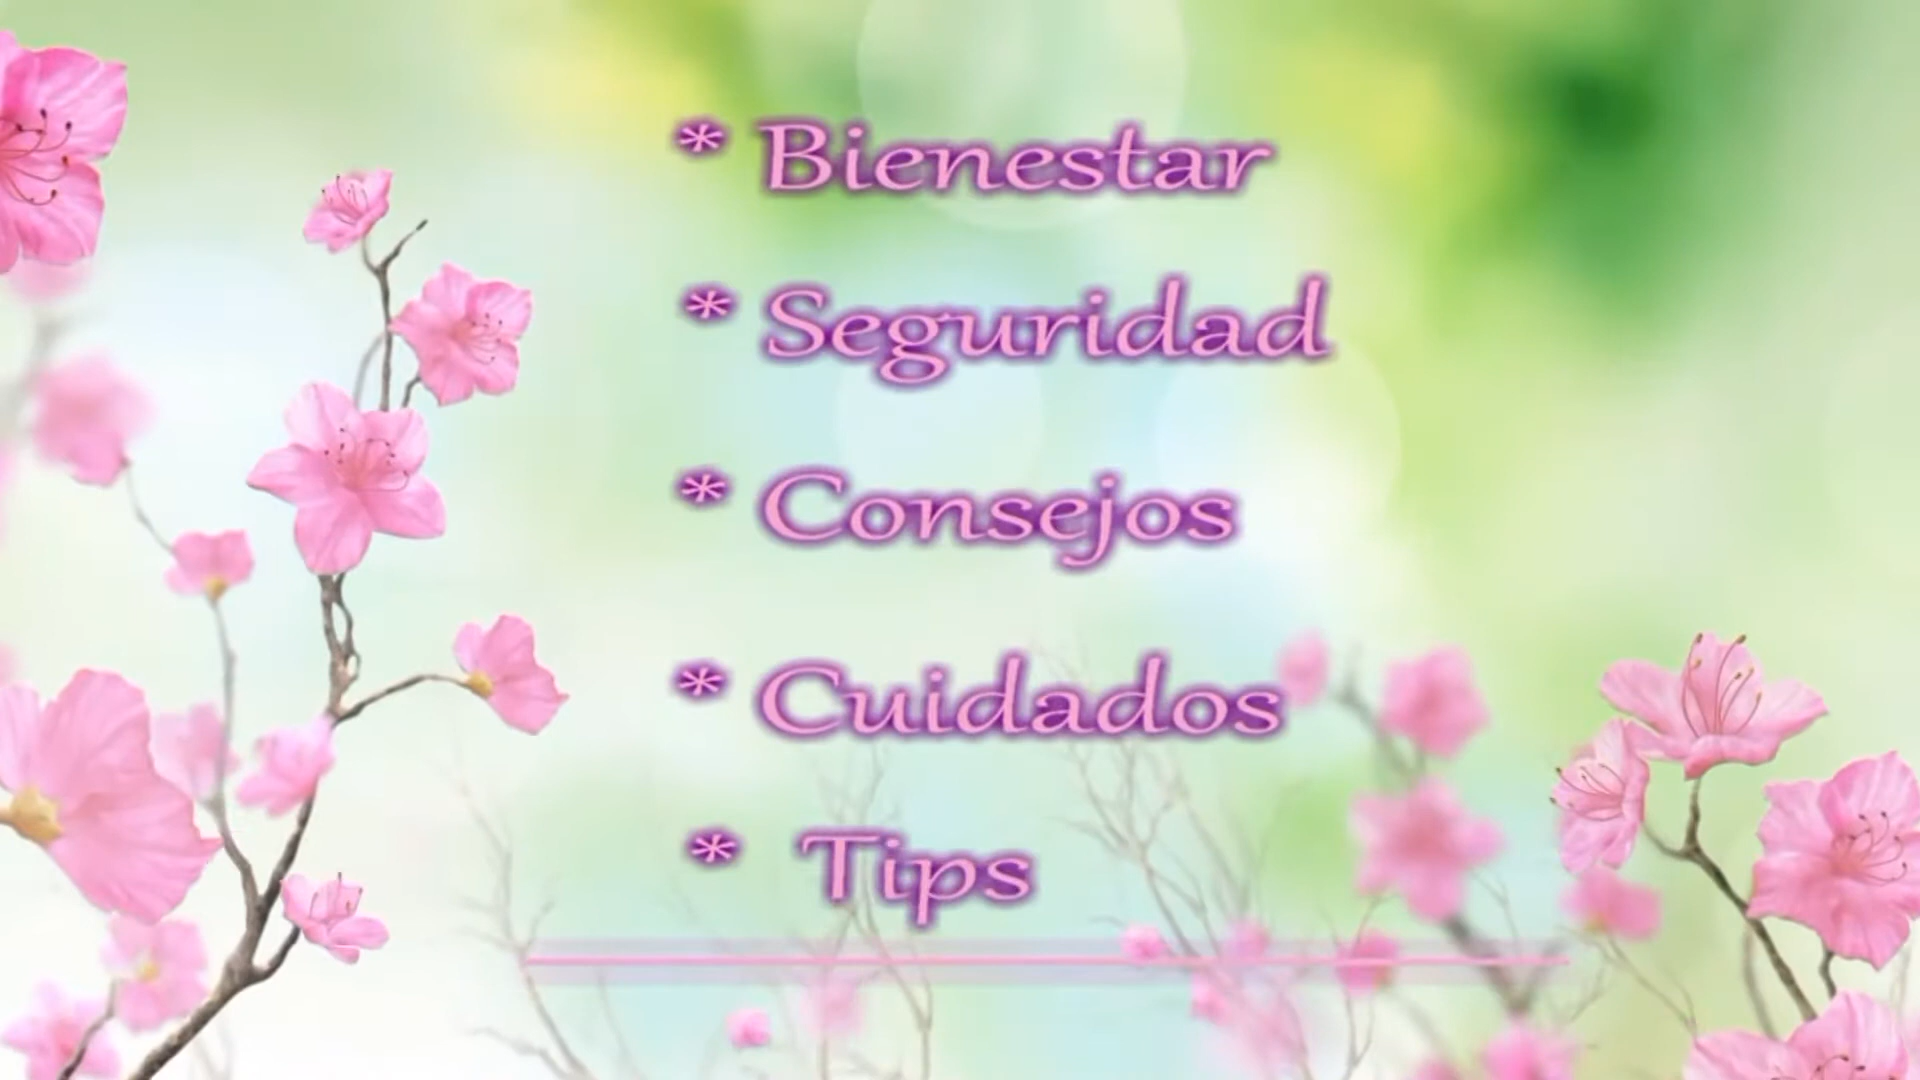 * Bienestar
* Seguridad
* Consejos
* Cuidados
* Tips